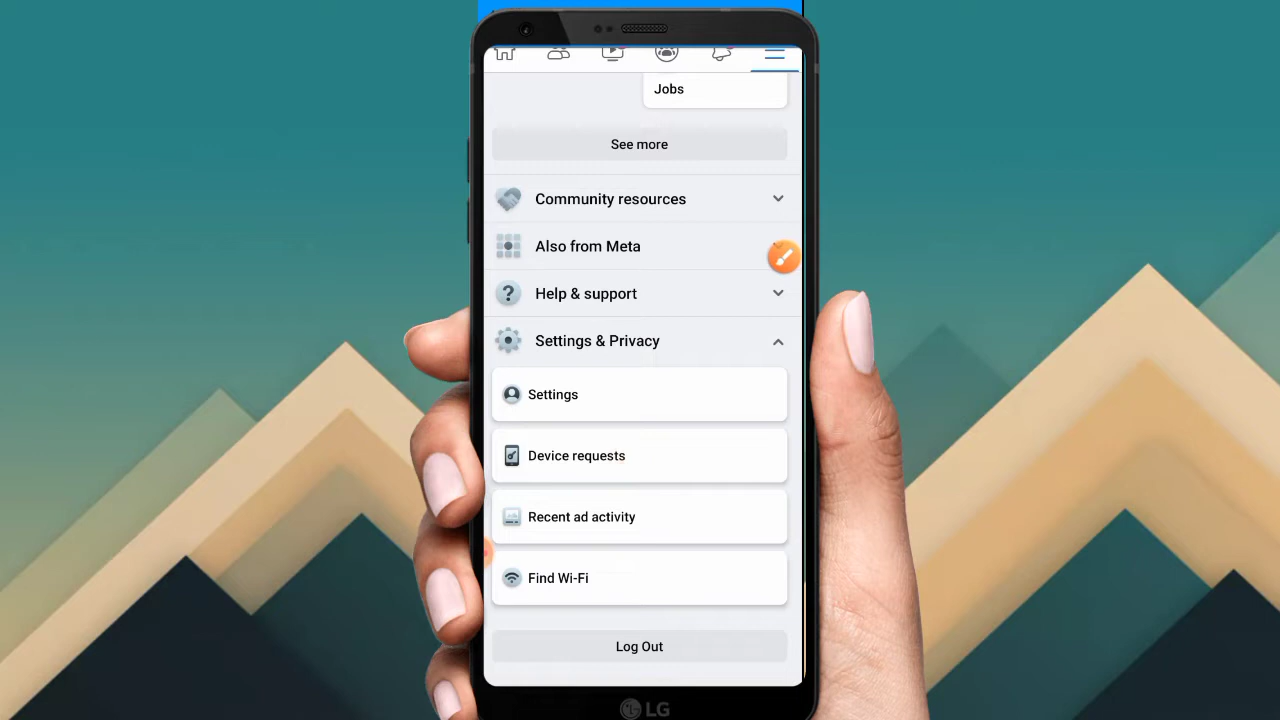 Jobs
See more
Community resources
Also from Meta
Help & support
Settings & Privacy
Settings
Device requests
Recent ad activity
Find Wi-Fi
Log Out
LG